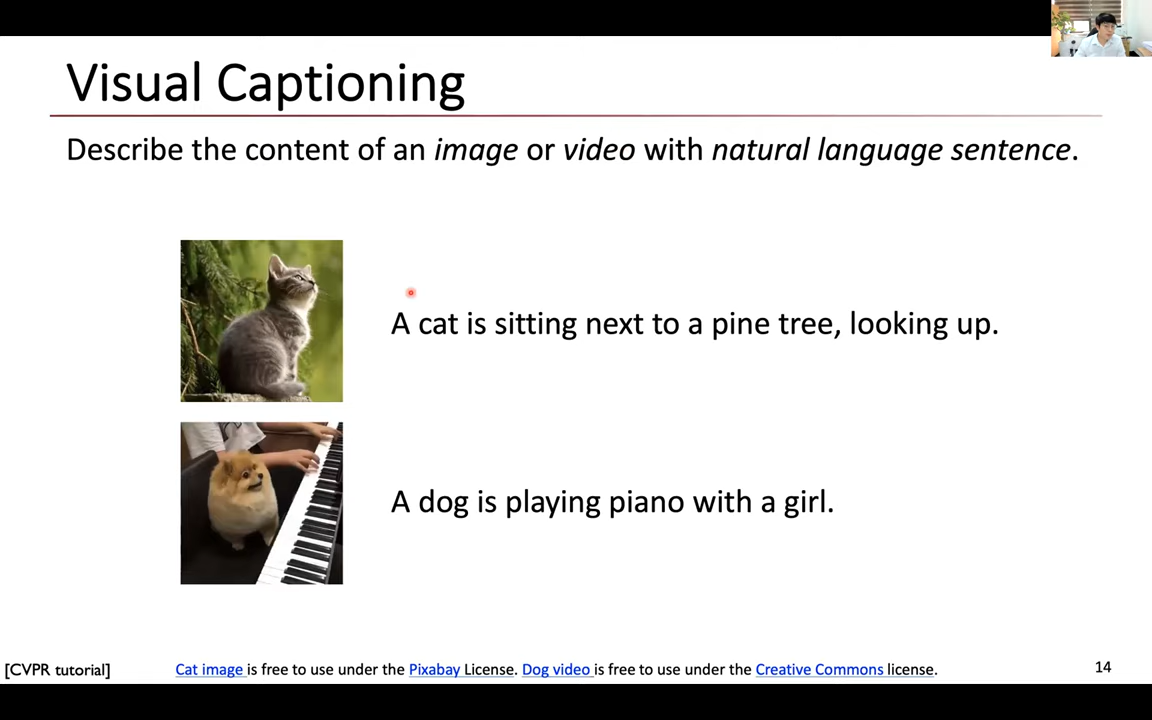 Visual Captioning
Describe the content of an image or video with natural language sentence.
A cat is sitting next to a pine tree, looking up.
A dog is playing piano with a girl.
[CVPR tutorial]
Cat image is free to use under the Pixabay License. Dog video is free to use under the Creative Commons license.
14